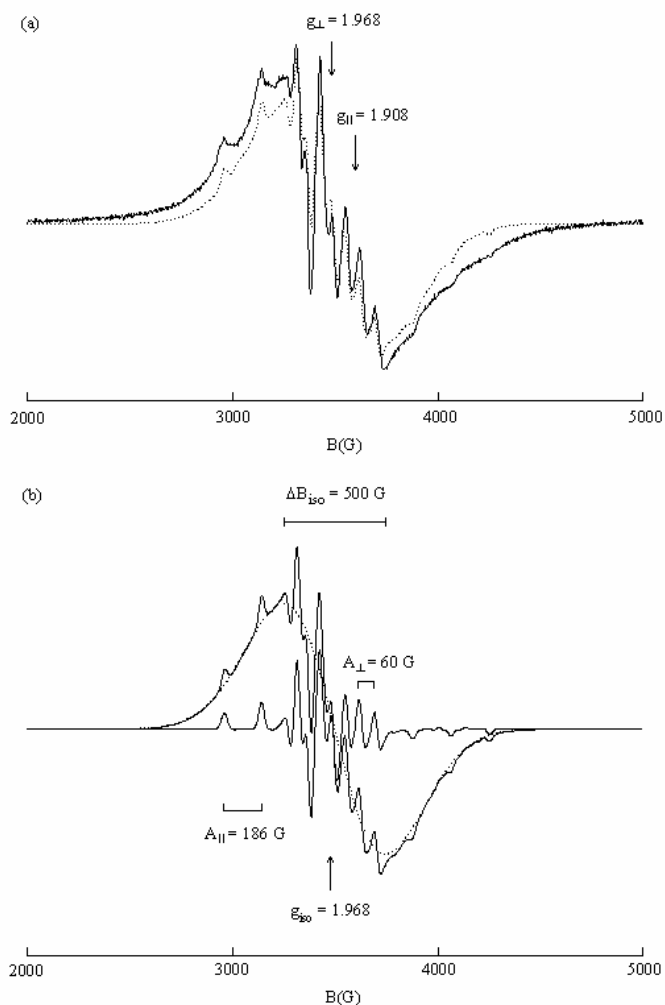 (a)
g⊥ = 1.968
g|| = 1.908
2000 3000 4000 5000
B(G)
(b)
ΔBiso = 500 G
A⊥ = 60 G
A|| = 186 G
giso = 1.968
2000 3000 4000 5000
B(G)